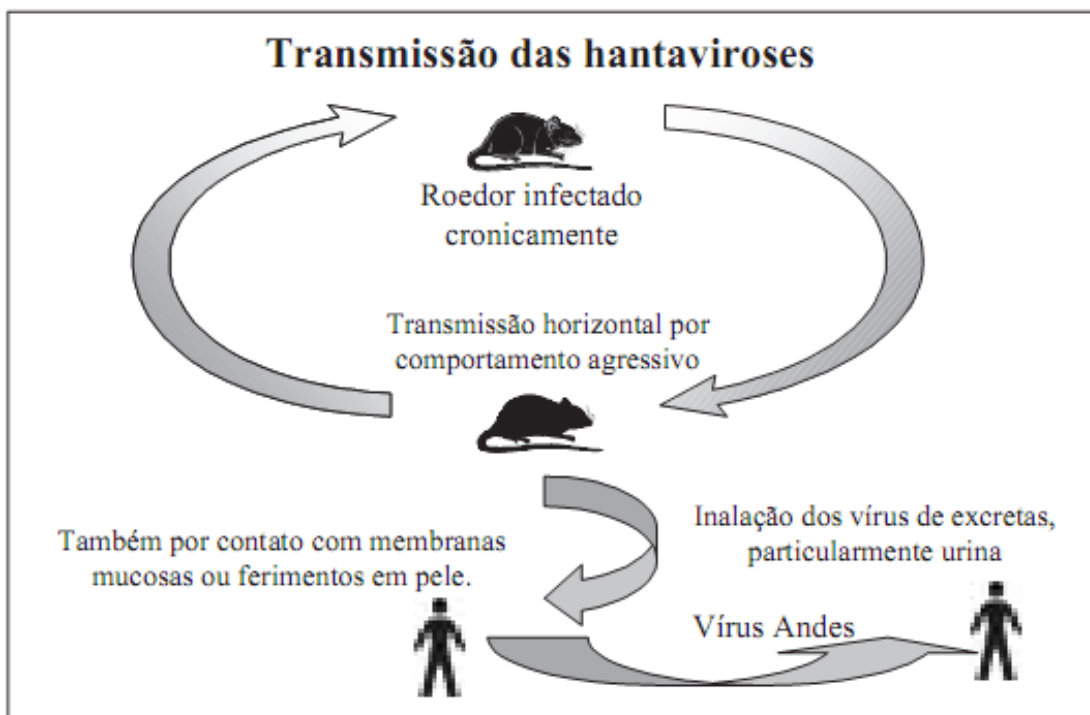 Transmissão das hantaviroses
Roedor infectado
cronicamente
Transmissão horizontal por
comportamento agressivo
Também por contato com membranas
mucosas ou ferimentos em pele.
Inalação dos vírus de excretas,
particularmente urina
Vírus Andes